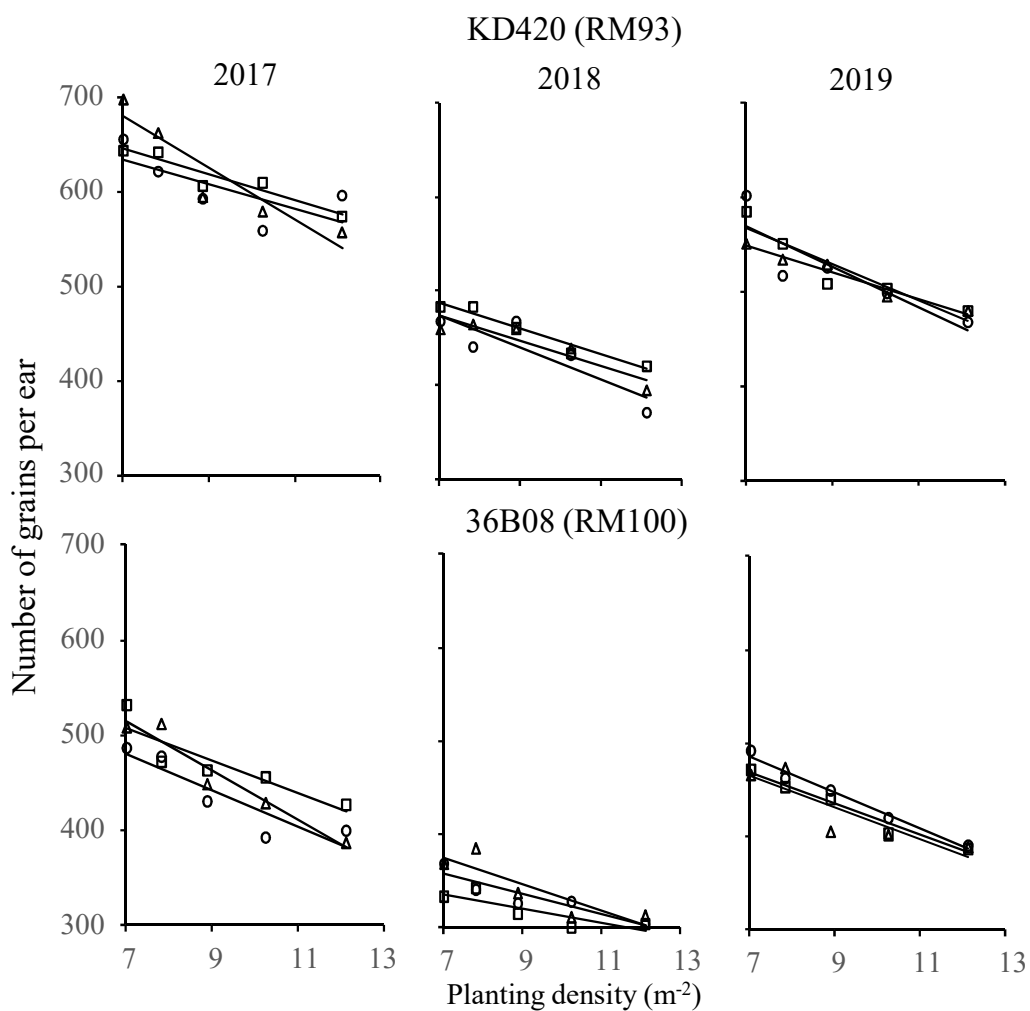 KD420 (RM93)
2017 2018 2019
700
600
500
400
300
Number of grains per ear
36B08 (RM100)
700
600
500
400
300
7 9 11 13 7 9 11 13 7 9 11 13
Planting density (m-2)